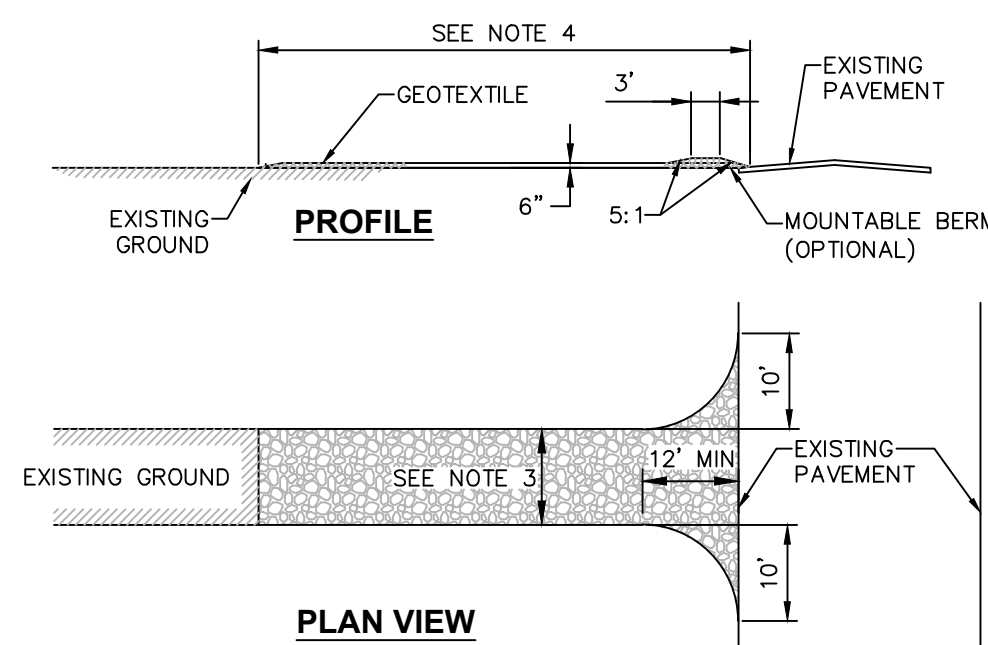 SEE NOTE 4
3'
EXISTING
PAVEMENT
GEOTEXTILE
EXISTING
GROUND
PROFILE
6"
5:1
MOUNTABLE BERM
(OPTIONAL)
10'
EXISTING GROUND
SEE NOTE 3
12' MIN
EXISTING
PAVEMENT
10'
PLAN VIEW